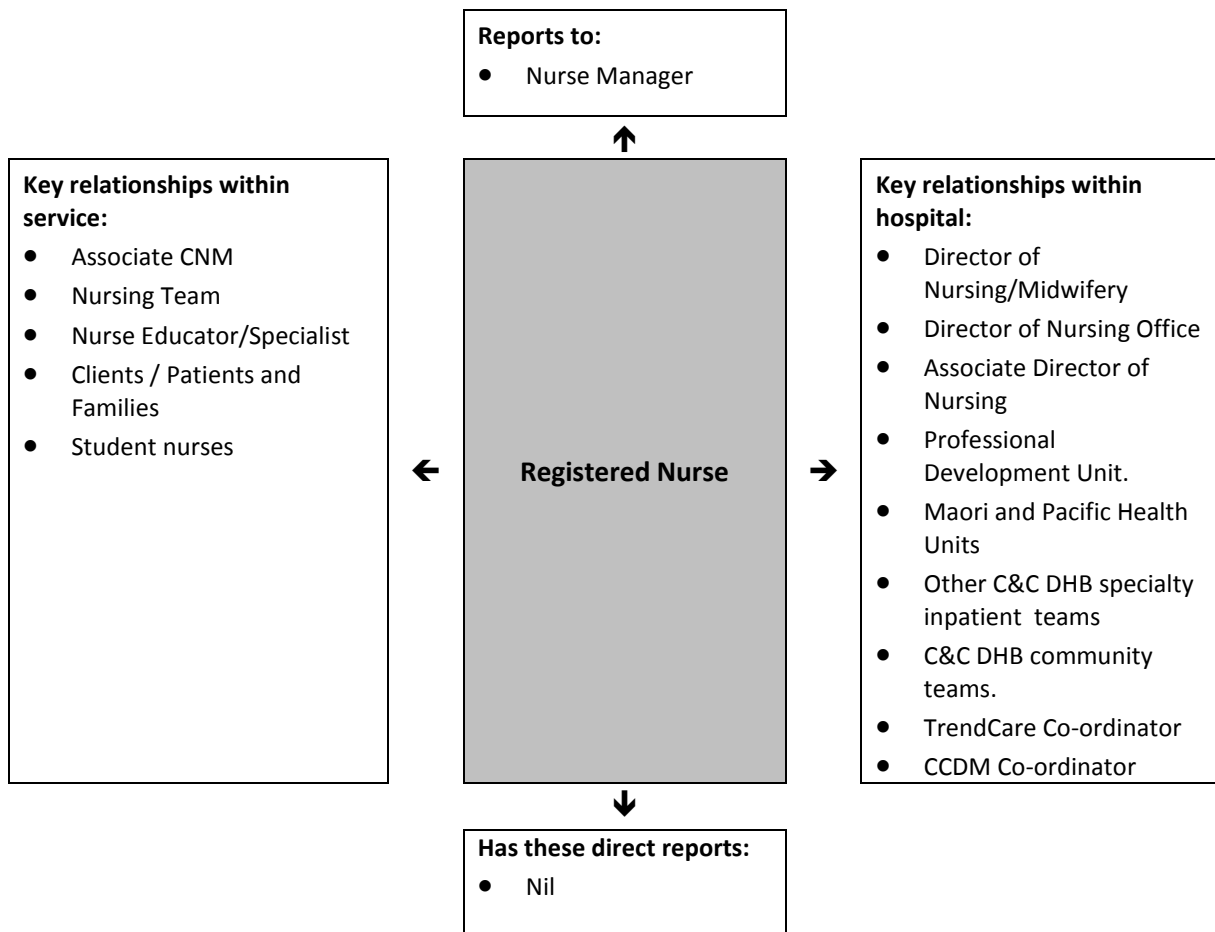 Reports to:
● Nurse Manager
↑
Key relationships within
service:
● Associate CNM
● Nursing Team
● Nurse Educator/Specialist
● Clients / Patients and
Families
● Student nurses
←
Registered Nurse
→
Key relationships within
hospital:
● Director of
Nursing/Midwifery
● Director of Nursing Office
● Associate Director of
Nursing
● Professional
Development Unit.
● Maori and Pacific Health
Units
● Other C&C DHB specialty
inpatient  teams
● C&C DHB community
teams.
● TrendCare Co-ordinator
● CCDM Co-ordinator
↓
Has these direct reports:
● Nil